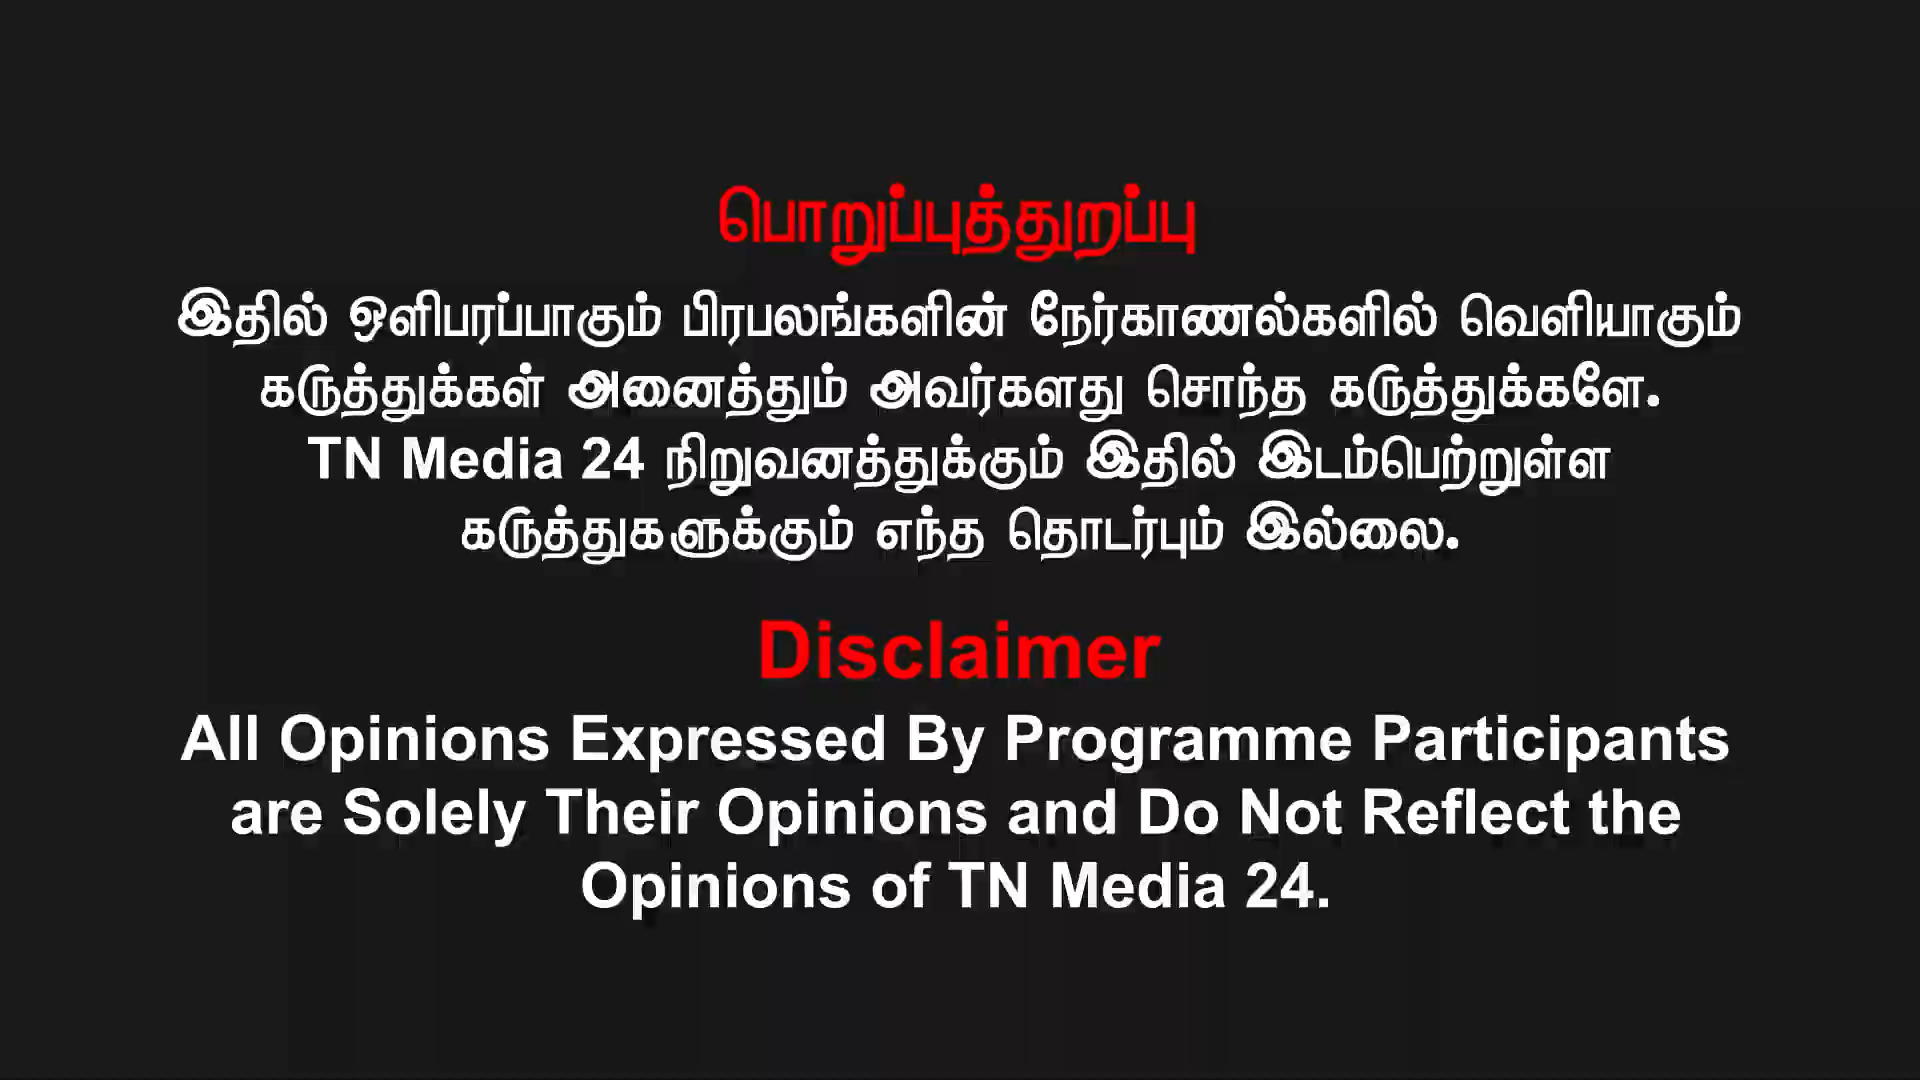 பொறுப்புத்துறப்பு
இதில் ஒளிபரப்பாகும் பிரபலங்களின் நேர்காணல்களில் வெளியாகும்
கருத்துக்கள் அனைத்தும் அவர்களது சொந்த கருத்துக்களே.
TN Media 24 நிறுவனத்துக்கும் இதில் இடம்பெற்றுள்ள
கருத்துகளுக்கும் எந்த தொடர்பும் இல்லை.
Disclaimer
All Opinions Expressed By Programme Participants
are Solely Their Opinions and Do Not Reflect the
Opinions of TN Media 24.